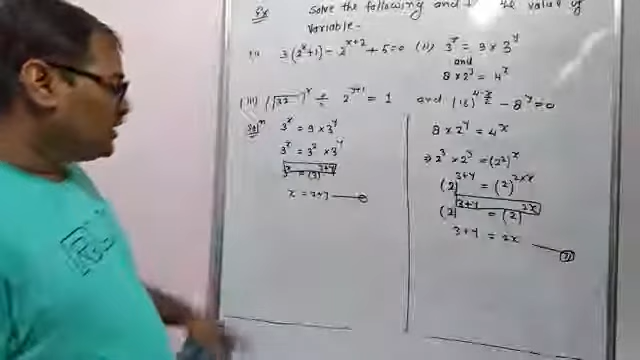 Ex Solve the following and value of
variable.
(i) 3(2^x+1) - 2^{x+2} + 5 = 0 (ii) 3^x = 9 × 3^y
and
8 × 2^y = 4^x
(iii) (√32)^x ÷ 2^{y+1} = 1 and (16)^{4-x/2} - 8^y = 0
Sol^n 3^x = 9 × 3^y
3^x = 3^2 × 3^y
3^x = (3)^{2+y}
x = 2+y
8 × 2^y = 4^x
⇒ 2^3 × 2^y = (2^2)^x
(2)^{3+y} = (2)^{2×x}
(2)^{3+y} = (2)^{2x}
3+y = 2x